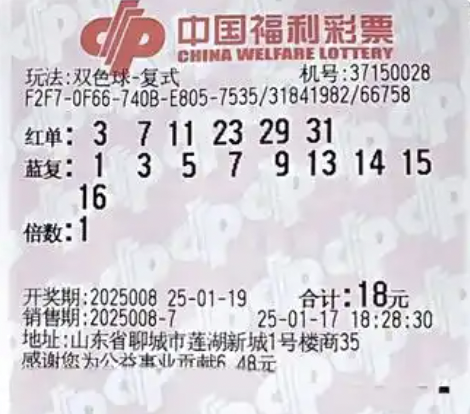 中国福利彩票
CHINA WELFARE LOTTERY
玩法:双色球-复式 机号:37150028
F2F7-0F66-740B-E805-7535/31841982/66758
红单: 3 7 11 23 29 31
蓝复: 1 3 5 7 9 13 14 15
16
倍数:1
开奖期:2025008 25-01-19 合计:18元
销售期:2025008-7 25-01-17 18:28:30
地址:山东省聊城市莲湖新城1号楼商35
感谢您为公益事业贡献6.48元